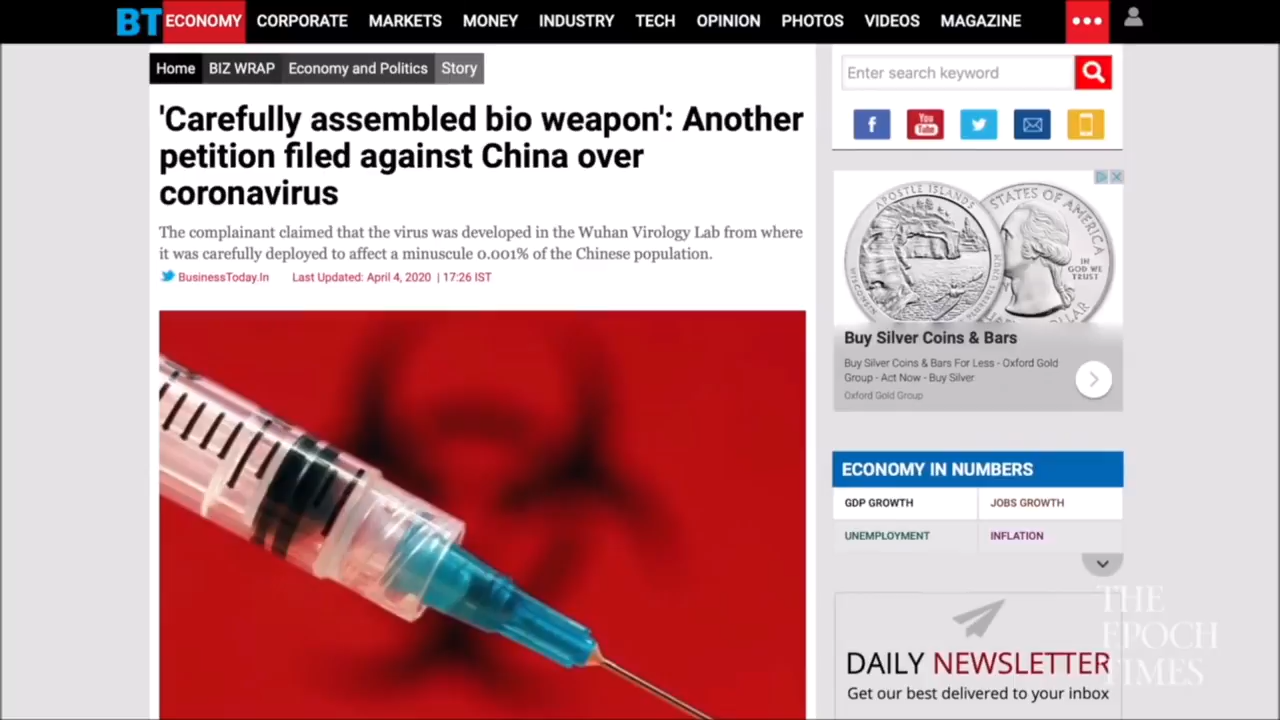 BT ECONOMY CORPORATE MARKETS MONEY INDUSTRY TECH OPINION PHOTOS VIDEOS MAGAZINE
Home BIZ WRAP Economy and Politics Story
'Carefully assembled bio weapon': Another
petition filed against China over
coronavirus
The complainant claimed that the virus was developed in the Wuhan Virology Lab from where
it was carefully deployed to affect a minuscule 0.001% of the Chinese population.
BusinessToday.In Last Updated: April 4, 2020 | 17:26 IST
Enter search keyword
f You Tube
APOSTLE ISLANDS
WISCONSIN
STATES OF AMERICA
IN
GOD WE
TRUST
Buy Silver Coins & Bars
Buy Silver Coins & Bars For Less - Oxford Gold
Group - Act Now - Buy Silver
Oxford Gold Group
ECONOMY IN NUMBERS
GDP GROWTH JOBS GROWTH
UNEMPLOYMENT INFLATION
DAILY NEWSLETTER
Get our best delivered to your inbox
THE
EPOCH
TIMES